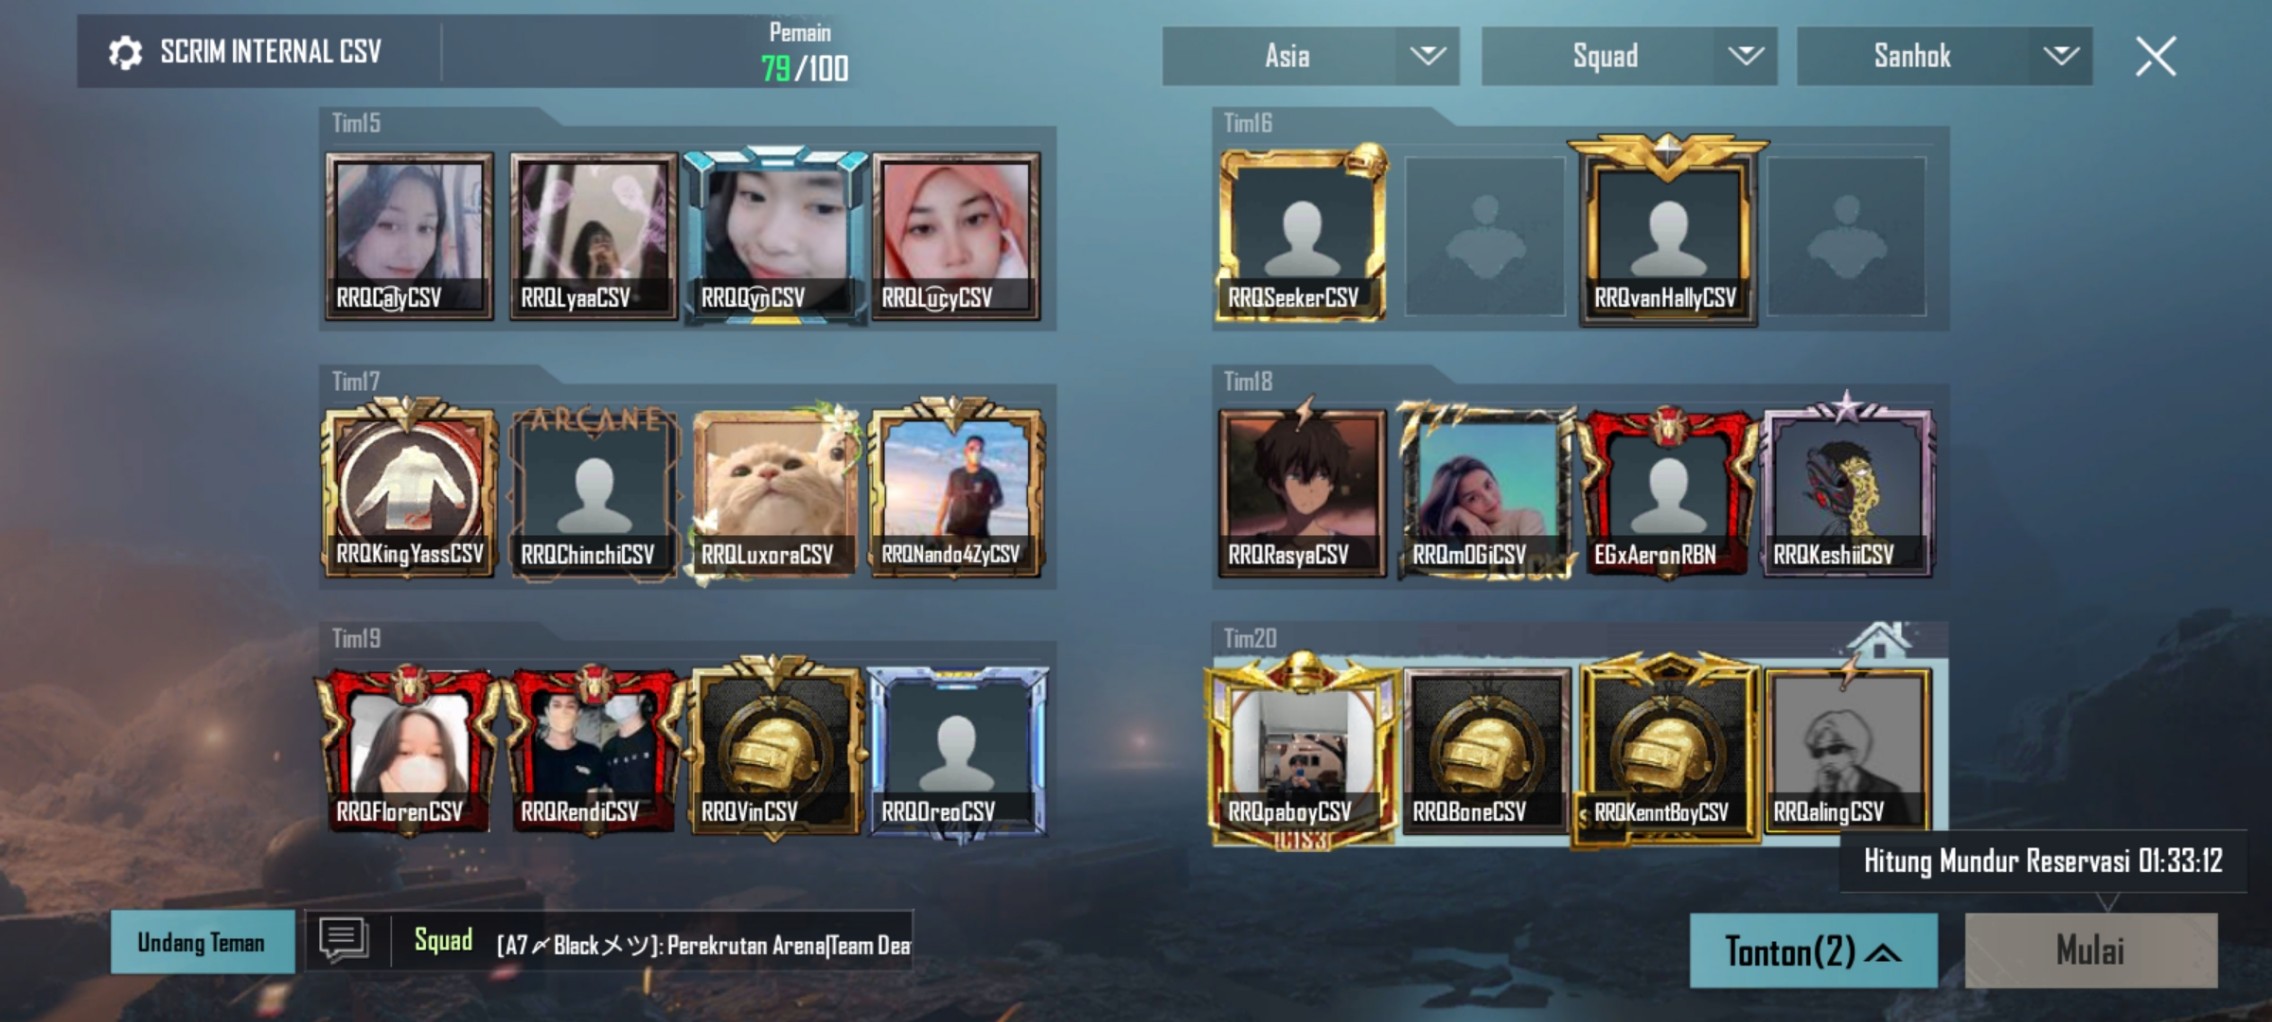 SCRIM INTERNAL CSV
Pemain
79/100
Asia
Squad
Sanhok
Tim15
RRQCalyCSV
RRQLyaaCSV
RRQQynCSV
RRQLucyCSV
Tim16
RRQSeekerCSV
RRQvanHallyCSV
Tim17
ARCANE
RRQKingYassCSV
RRQChinchiCSV
RRQLuxoraCSV
RRQNando4ZyCSV
Tim18
RRQRasyaCSV
RRQmOGiCSV
EGxAeronRBN
RRQKeshiiCSV
Tim19
RRQFlorenCSV
RRQRendiCSV
RRQVinCSV
RRQOreoCSV
Tim20
RRQpaboyCSV
RRQBoneCSV
RRQKenntBoyCSV
RRQalingCSV
C1S3
Hitung Mundur Reservasi 01:33:12
Undang Teman
Squad
[A7〆Blackメツ]: Perekrutan Arena|Team Dea
Tonton(2)
Mulai